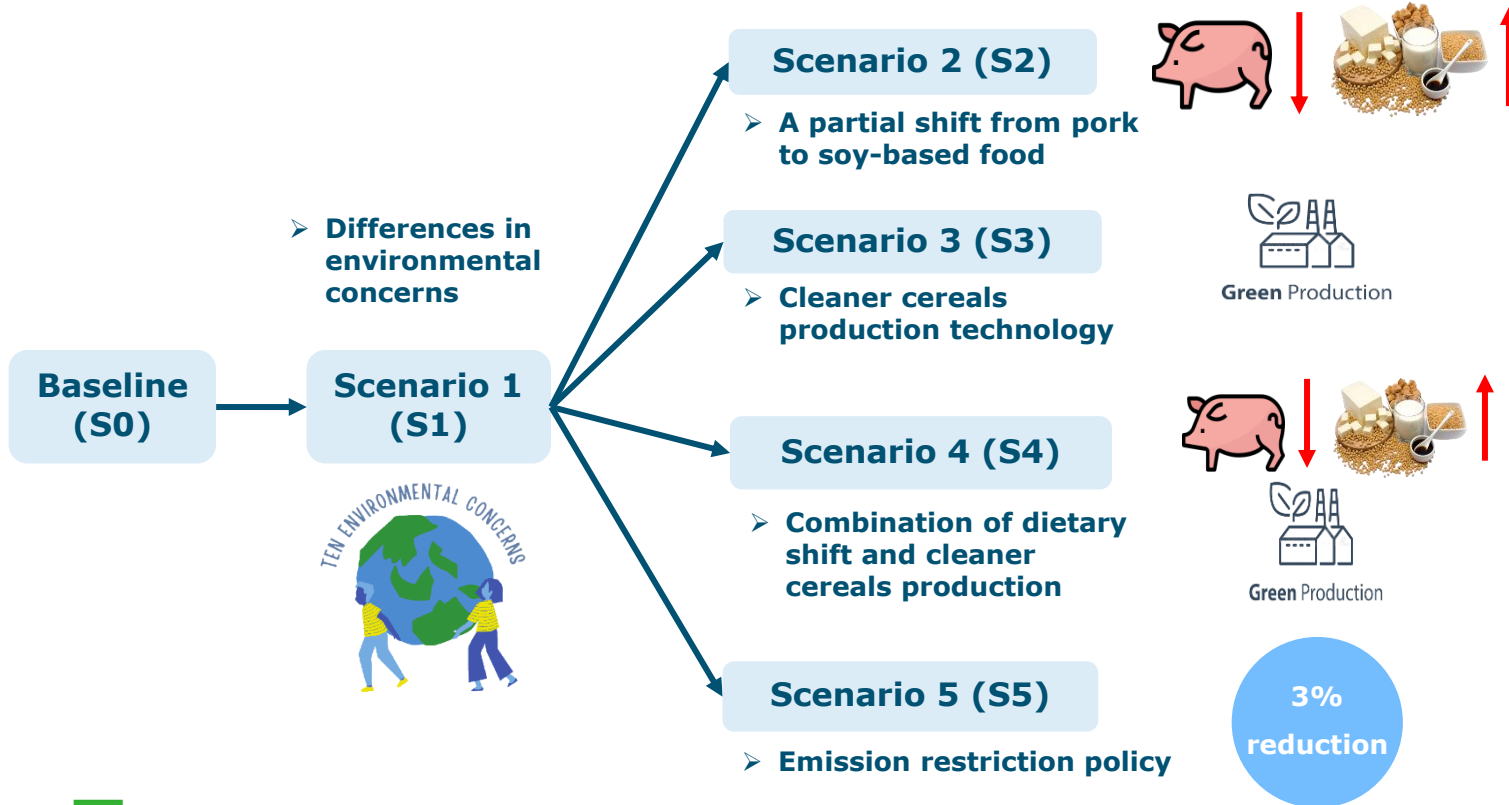 Baseline
(S0)
➢ Differences in
environmental
concerns
Scenario 1
(S1)
TEN ENVIRONMENTAL CONCERNS
Scenario 2 (S2)
➢ A partial shift from pork
to soy-based food
Scenario 3 (S3)
➢ Cleaner cereals
production technology
Green Production
Scenario 4 (S4)
➢ Combination of dietary
shift and cleaner
cereals production
Green Production
Scenario 5 (S5)
➢ Emission restriction policy
3%
reduction